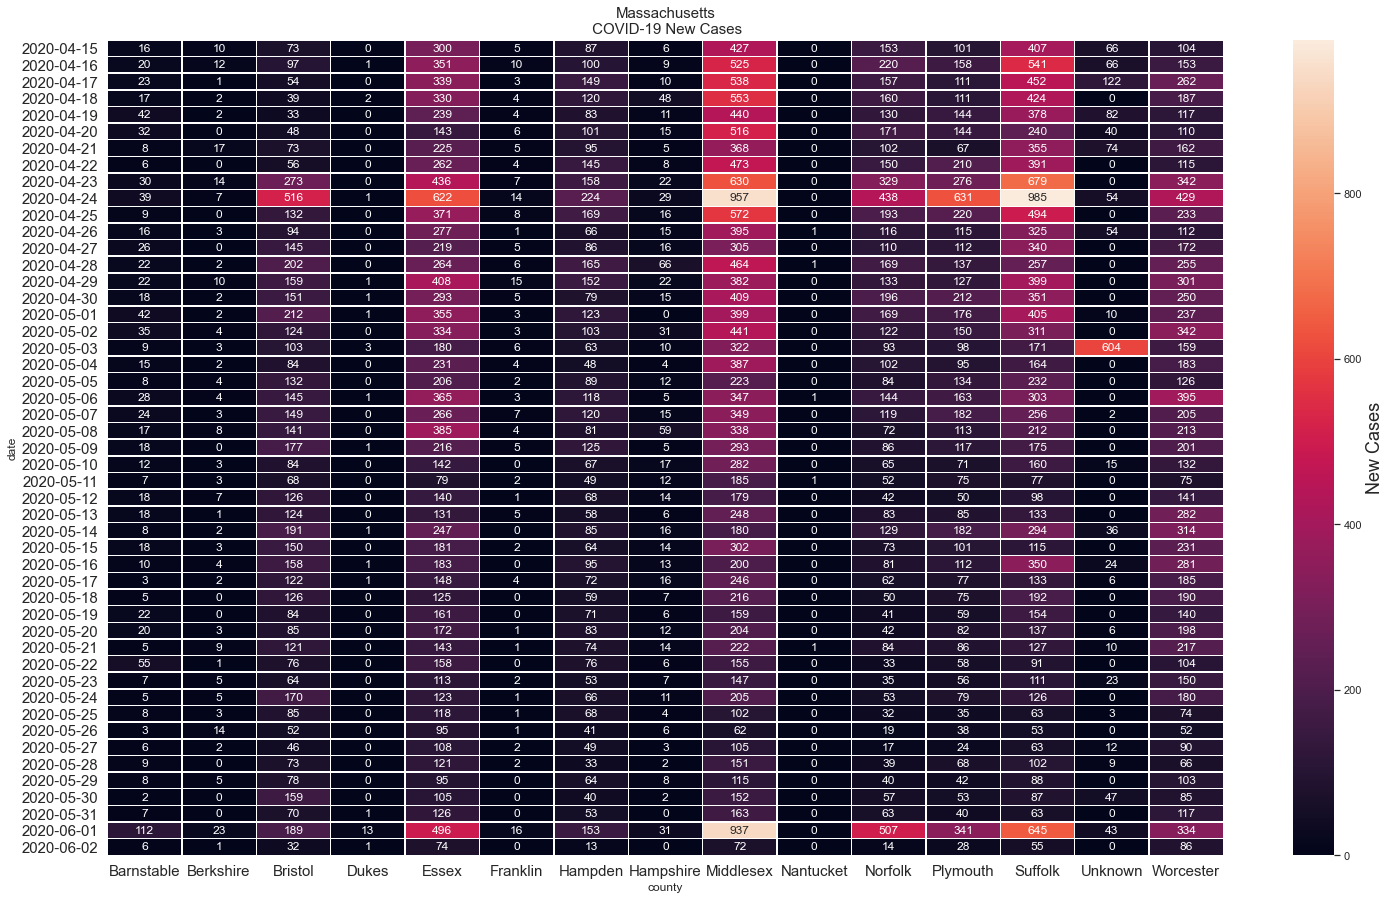 Massachusetts
COVID-19 New Cases
2020-04-15 16 10 73 0 300 5 87 6 427 0 153 101 407 66 104
2020-04-16 20 12 97 1 351 10 100 9 525 0 220 158 541 66 153
2020-04-17 23 1 54 0 339 3 149 10 538 0 157 111 452 122 262
2020-04-18 17 2 39 2 330 4 120 48 553 0 160 111 424 0 187
2020-04-19 42 2 33 0 239 4 83 11 440 0 130 144 378 82 117
2020-04-20 32 0 48 0 143 6 101 15 516 0 171 144 240 40 110
2020-04-21 8 17 73 0 225 5 95 5 368 0 102 67 355 74 162
2020-04-22 6 0 56 0 262 4 145 8 473 0 150 210 391 0 115
2020-04-23 30 14 273 0 436 7 158 22 630 0 329 276 679 0 342
2020-04-24 39 7 516 1 622 14 224 29 957 0 438 631 985 54 429
2020-04-25 9 0 132 0 371 8 169 16 572 0 193 220 494 0 233
2020-04-26 16 3 94 0 277 1 66 15 395 1 116 115 325 54 112
2020-04-27 26 0 145 0 219 5 86 16 305 0 110 112 340 0 172
2020-04-28 22 2 202 0 264 6 165 66 464 1 169 137 257 0 255
2020-04-29 22 10 159 1 408 15 152 22 382 0 133 127 399 0 301
2020-04-30 18 2 151 1 293 5 79 15 409 0 196 212 351 0 250
2020-05-01 42 2 212 1 355 3 123 0 399 0 169 176 405 10 237
2020-05-02 35 4 124 0 334 3 103 31 441 0 122 150 311 0 342
2020-05-03 9 3 103 3 180 6 63 10 322 0 93 98 171 604 159
2020-05-04 15 2 84 0 231 4 48 4 387 0 102 95 164 0 183
2020-05-05 8 4 132 0 206 2 89 12 223 0 84 134 232 0 126
2020-05-06 28 4 145 1 365 3 118 5 347 1 144 163 303 0 395
2020-05-07 24 3 149 0 266 7 120 15 349 0 119 182 256 2 205
2020-05-08 17 8 141 0 385 4 81 59 338 0 72 113 212 0 213
2020-05-09 18 0 177 1 216 5 125 5 293 0 86 117 175 0 201
2020-05-10 12 3 84 0 142 0 67 17 282 0 65 71 160 15 132
2020-05-11 7 3 68 0 79 2 49 12 185 1 52 75 77 0 75
2020-05-12 18 7 126 0 140 1 68 14 179 0 42 50 98 0 141
2020-05-13 18 1 124 0 131 5 58 6 248 0 83 85 133 0 282
2020-05-14 8 2 191 1 247 0 85 16 180 0 129 182 294 36 314
2020-05-15 18 3 150 0 181 2 64 14 302 0 73 101 115 0 231
2020-05-16 10 4 158 1 183 0 95 13 200 0 81 112 350 24 281
2020-05-17 3 2 122 1 148 4 72 16 246 0 62 77 133 6 185
2020-05-18 5 0 126 0 125 0 59 7 216 0 50 75 192 0 190
2020-05-19 22 0 84 0 161 0 71 6 159 0 41 59 154 0 140
2020-05-20 20 3 85 0 172 1 83 12 204 0 42 82 137 6 198
2020-05-21 5 9 121 0 143 1 74 14 222 1 84 86 127 10 217
2020-05-22 55 1 76 0 158 0 76 6 155 0 33 58 91 0 104
2020-05-23 7 5 64 0 113 2 53 7 147 0 35 56 111 23 150
2020-05-24 5 5 170 0 123 1 66 11 205 0 53 79 126 0 180
2020-05-25 8 3 85 0 118 1 68 4 102 0 32 35 63 3 74
2020-05-26 3 14 52 0 95 1 41 6 62 0 19 38 53 0 52
2020-05-27 6 2 46 0 108 2 49 3 105 0 17 24 63 12 90
2020-05-28 9 0 73 0 121 2 33 2 151 0 39 68 102 9 66
2020-05-29 8 5 78 0 95 0 64 8 115 0 40 42 88 0 103
2020-05-30 2 0 159 0 105 0 40 2 152 0 57 53 87 47 85
2020-05-31 7 0 70 1 126 0 53 0 163 0 63 40 63 0 117
2020-06-01 112 23 189 13 496 16 153 31 937 0 507 341 645 43 334
2020-06-02 6 1 32 1 74 0 13 0 72 0 14 28 55 0 86
Barnstable Berkshire Bristol Dukes Essex Franklin Hampden Hampshire Middlesex Nantucket Norfolk Plymouth Suffolk Unknown Worcester
county
date
800
600
400
200
0
New Cases